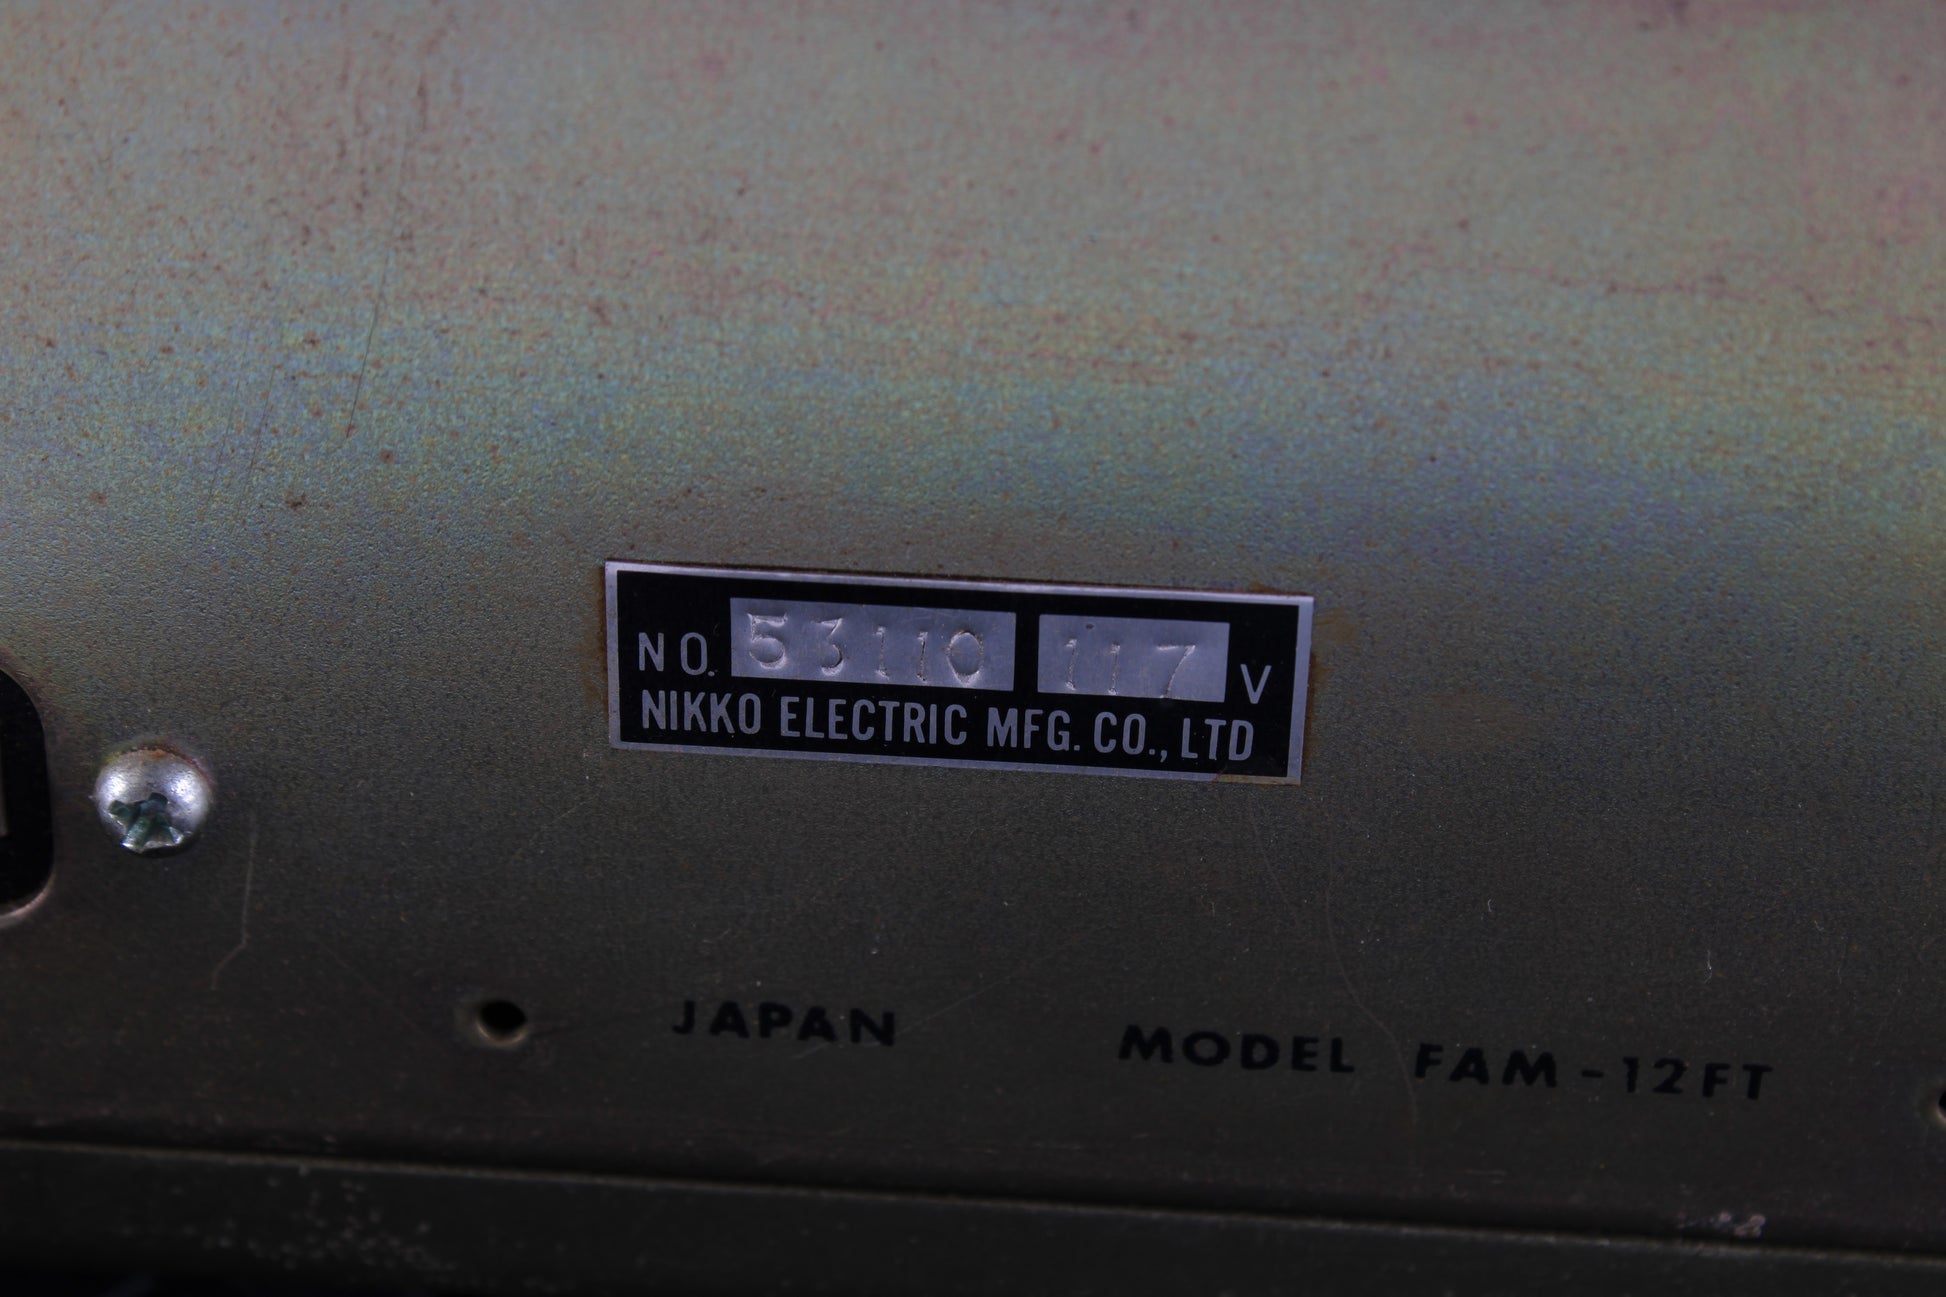 NO. 53110 117 V
NIKKO ELECTRIC MFG. CO., LTD
JAPAN MODEL FAM-12FT